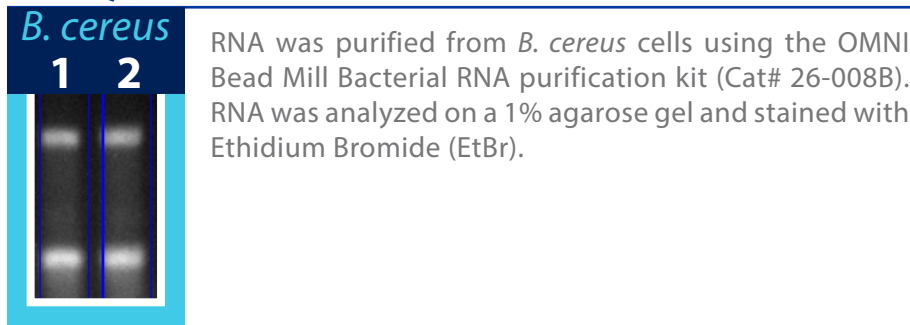 B. cereus
1 2
RNA was purified from B. cereus cells using the OMNI
Bead Mill Bacterial RNA purification kit (Cat# 26-008B).
RNA was analyzed on a 1% agarose gel and stained with
Ethidium Bromide (EtBr).